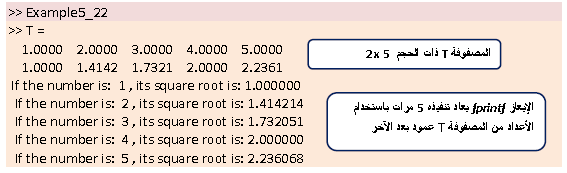 >> Example5_22
>> T =
1.0000 2.0000 3.0000 4.0000 5.0000
1.0000 1.4142 1.7321 2.0000 2.2361
المصفوفة T ذات الحجم 2x 5
If the number is: 1 , its square root is: 1.000000
If the number is: 2 , its square root is: 1.414214
If the number is: 3 , its square root is: 1.732051
If the number is: 4 , its square root is: 2.000000
If the number is: 5 , its square root is: 2.236068
الإيعاز fprintf يعاد تنفيذه 5 مرات باستخدام
الأعداد من المصفوفة T عمود بعد الآخر